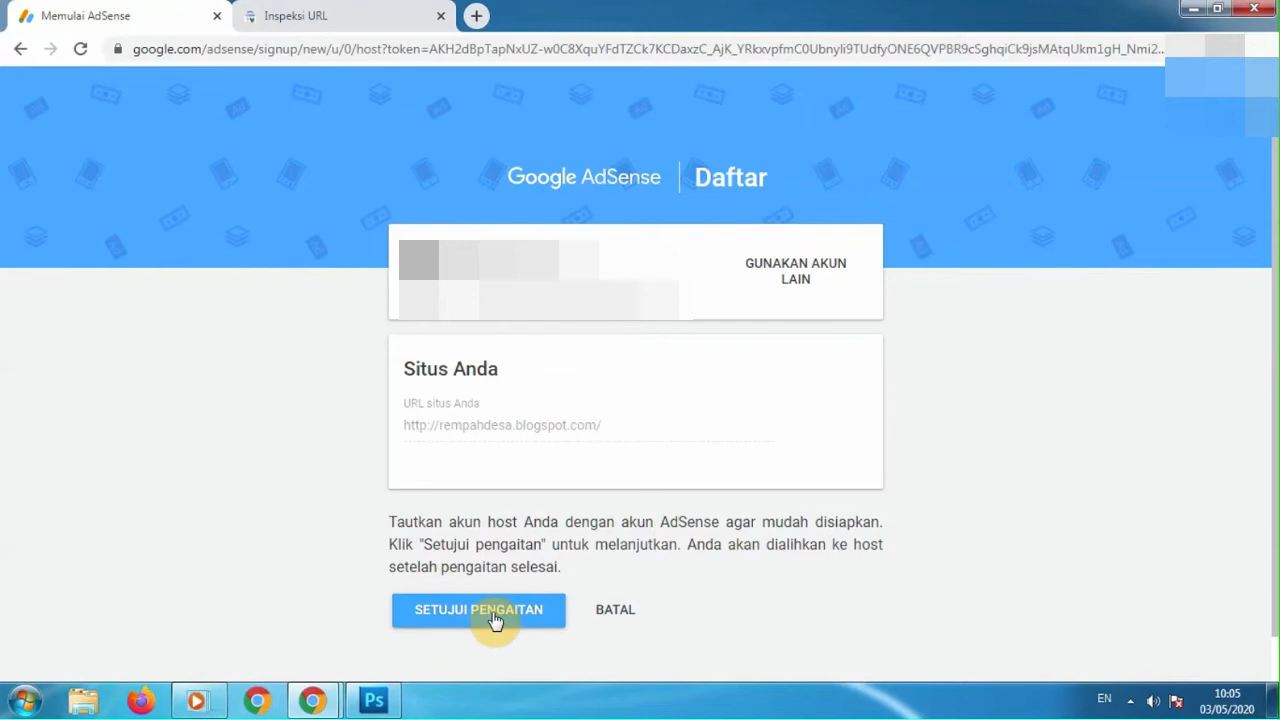 Memulai AdSense
Inspeksi URL
google.com/adsense/signup/new/u/0/host?token=AKH2dBpTapNxUZ-w0C8XquYFdTZCk7KCDaxzC_AjK_YRkxvpfmC0Ubnyli9TUdfyONE6QVPBR9cSghqiCk9jsMAtqUkm1gH_Nmi2...
Google AdSense
Daftar
GUNAKAN AKUN
LAIN
Situs Anda
URL situs Anda
http://rempahdesa.blogspot.com/
Tautkan akun host Anda dengan akun AdSense agar mudah disiapkan.
Klik "Setujui pengaitan" untuk melanjutkan. Anda akan dialihkan ke host
setelah pengaitan selesai.
SETUJUI PENGAITAN
BATAL
Ps
EN
10:05
03/05/2020